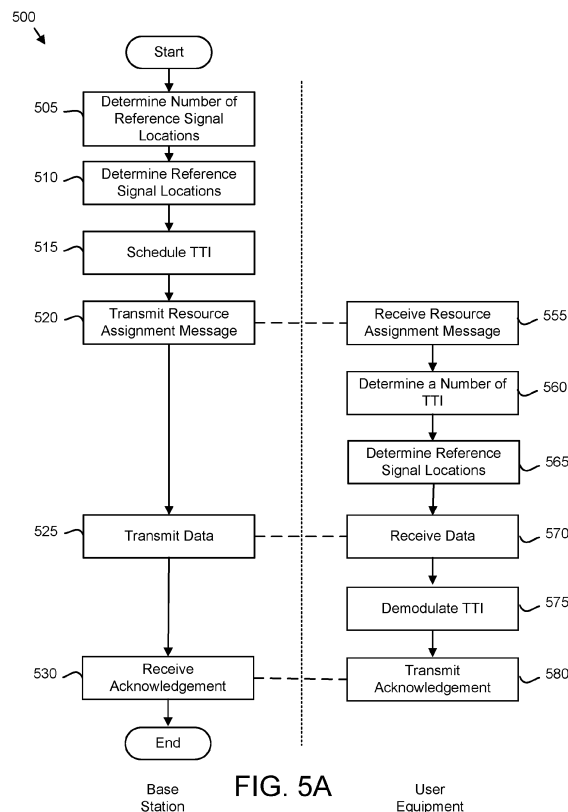 500
Start
505
Determine Number of
Reference Signal
Locations
510
Determine Reference
Signal Locations
515
Schedule TTI
520
Transmit Resource
Assignment Message
Receive Resource
Assignment Message
555
Determine a Number of
TTI
560
Determine Reference
Signal Locations
565
525
Transmit Data
Receive Data
570
Demodulate TTI
575
530
Receive
Acknowledgement
Transmit
Acknowledgement
580
End
Base
Station
FIG. 5A
User
Equipment